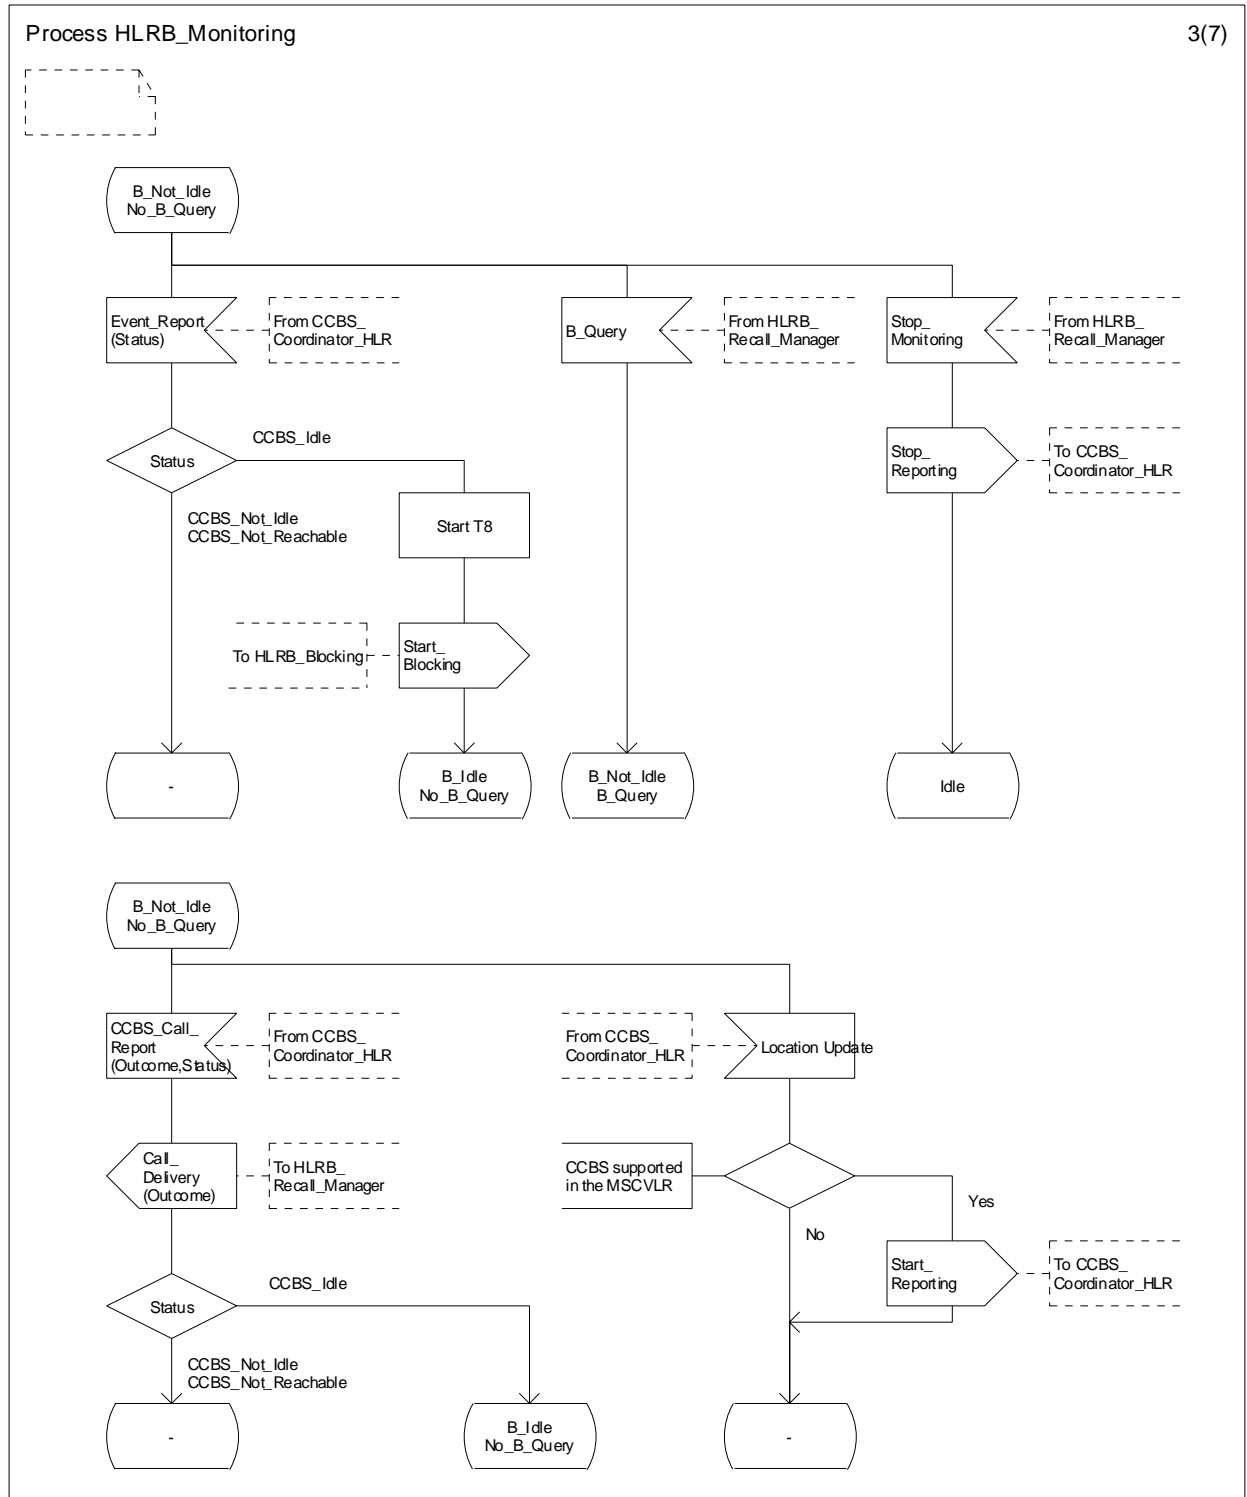 Process HLRB_Monitoring
3(7)
B_Not_Idle
No_B_Query
Event_Report
(Status)
From CCBS_
Coordinator_HLR
B_Query
From HLRB_
Recall_Manager
Stop_
Monitoring
From HLRB_
Recall_Manager
Status
CCBS_Idle
Stop_
Reporting
To CCBS_
Coordinator_HLR
CCBS_Not_Idle
CCBS_Not_Reachable
Start T8
To HLRB_Blocking
Start_
Blocking
-
B_Idle
No_B_Query
B_Not_Idle
B_Query
Idle
B_Not_Idle
No_B_Query
CCBS_Call_
Report
(Outcome,Status)
From CCBS_
Coordinator_HLR
From CCBS_
Coordinator_HLR
Location Update
Call_
Delivery
(Outcome)
To HLRB_
Recall_Manager
CCBS supported
in the MSCVLR
Yes
No
Start_
Reporting
To CCBS_
Coordinator_HLR
Status
CCBS_Idle
CCBS_Not_Idle
CCBS_Not_Reachable
-
B_Idle
No_B_Query
-